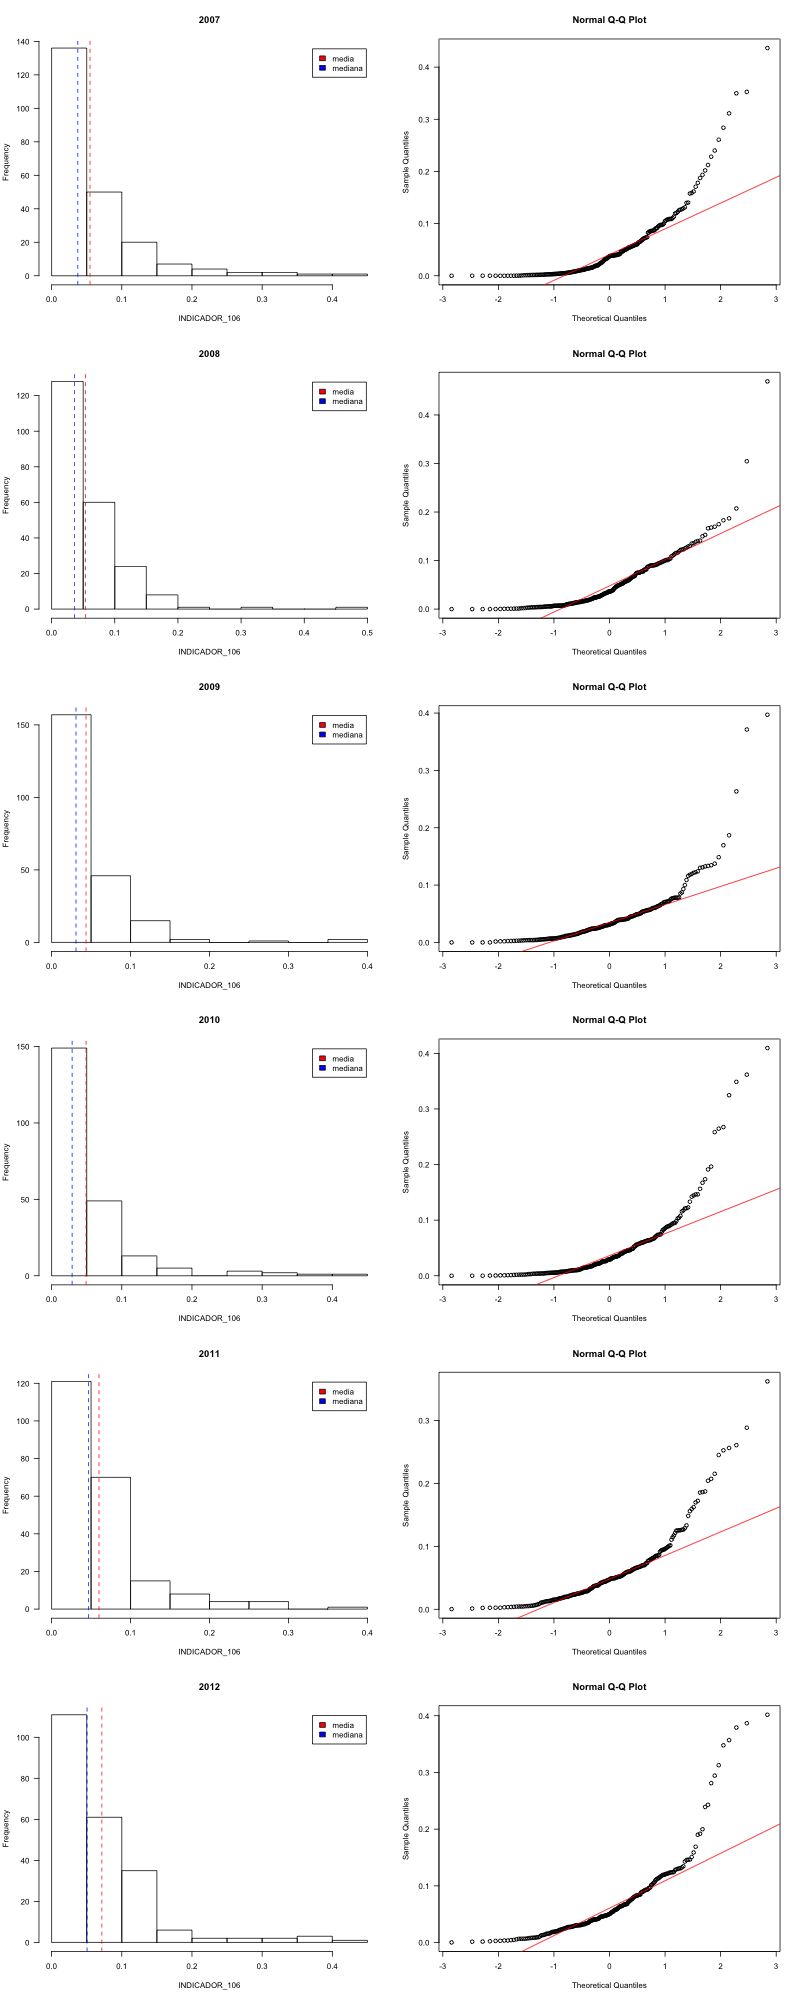 2007
Normal Q-Q Plot
media
mediana
Frequency
0 20 40 60 80 100 120 140
0.0 0.1 0.2 0.3 0.4
INDICADOR_106
Sample Quantiles
0.0 0.1 0.2 0.3 0.4
-3 -2 -1 0 1 2 3
Theoretical Quantiles
2008
Normal Q-Q Plot
media
mediana
Frequency
0 20 40 60 80 100 120
0.0 0.1 0.2 0.3 0.4 0.5
INDICADOR_106
Sample Quantiles
0.0 0.1 0.2 0.3 0.4
-3 -2 -1 0 1 2 3
Theoretical Quantiles
2009
Normal Q-Q Plot
media
mediana
Frequency
0 50 100 150
0.0 0.1 0.2 0.3 0.4
INDICADOR_106
Sample Quantiles
0.0 0.1 0.2 0.3 0.4
-3 -2 -1 0 1 2 3
Theoretical Quantiles
2010
Normal Q-Q Plot
media
mediana
Frequency
0 50 100 150
0.0 0.1 0.2 0.3 0.4
INDICADOR_106
Sample Quantiles
0.0 0.1 0.2 0.3 0.4
-3 -2 -1 0 1 2 3
Theoretical Quantiles
2011
Normal Q-Q Plot
media
mediana
Frequency
0 20 40 60 80 100 120
0.0 0.1 0.2 0.3 0.4
INDICADOR_106
Sample Quantiles
0.0 0.1 0.2 0.3
-3 -2 -1 0 1 2 3
Theoretical Quantiles
2012
Normal Q-Q Plot
media
mediana
Frequency
0 20 40 60 80 100
0.0 0.1 0.2 0.3 0.4
INDICADOR_106
Sample Quantiles
0.0 0.1 0.2 0.3 0.4
-3 -2 -1 0 1 2 3
Theoretical Quantiles